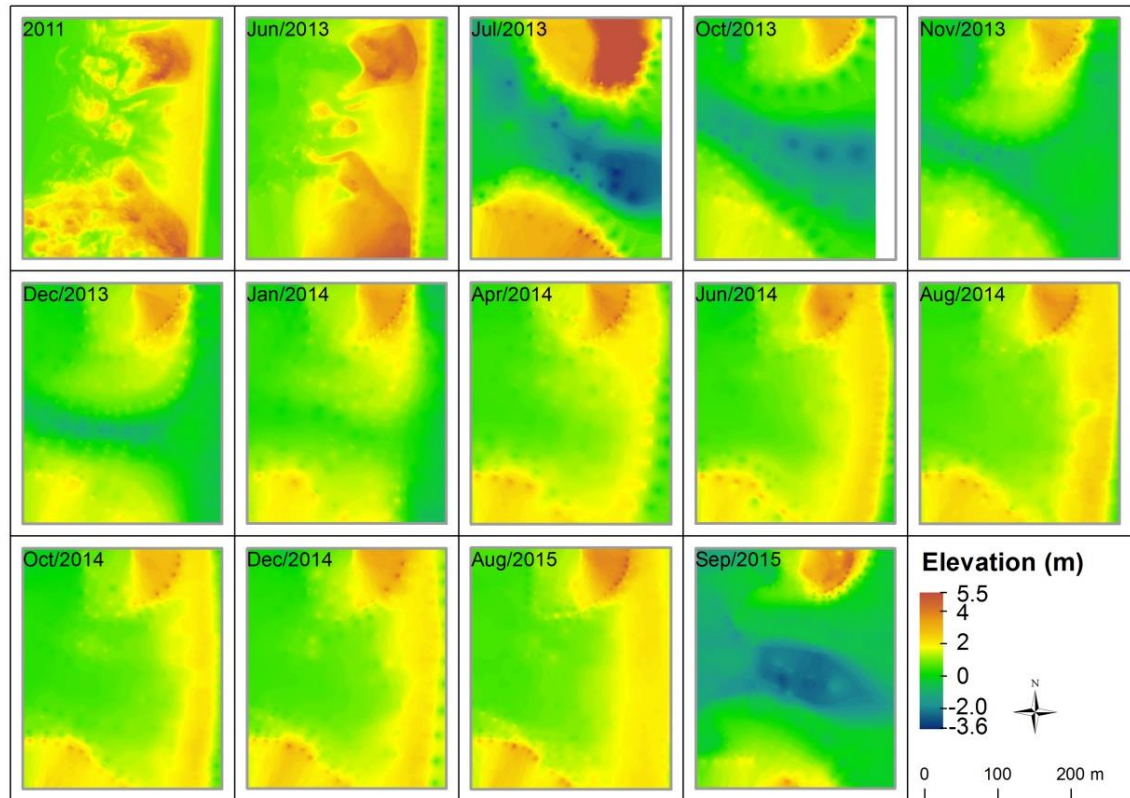 2011
Jun/2013
Jul/2013
Oct/2013
Nov/2013
Dec/2013
Jan/2014
Apr/2014
Jun/2014
Aug/2014
Oct/2014
Dec/2014
Aug/2015
Sep/2015
Elevation (m)
5.5
4
2
0
-2.0
-3.6
N
0 100 200 m